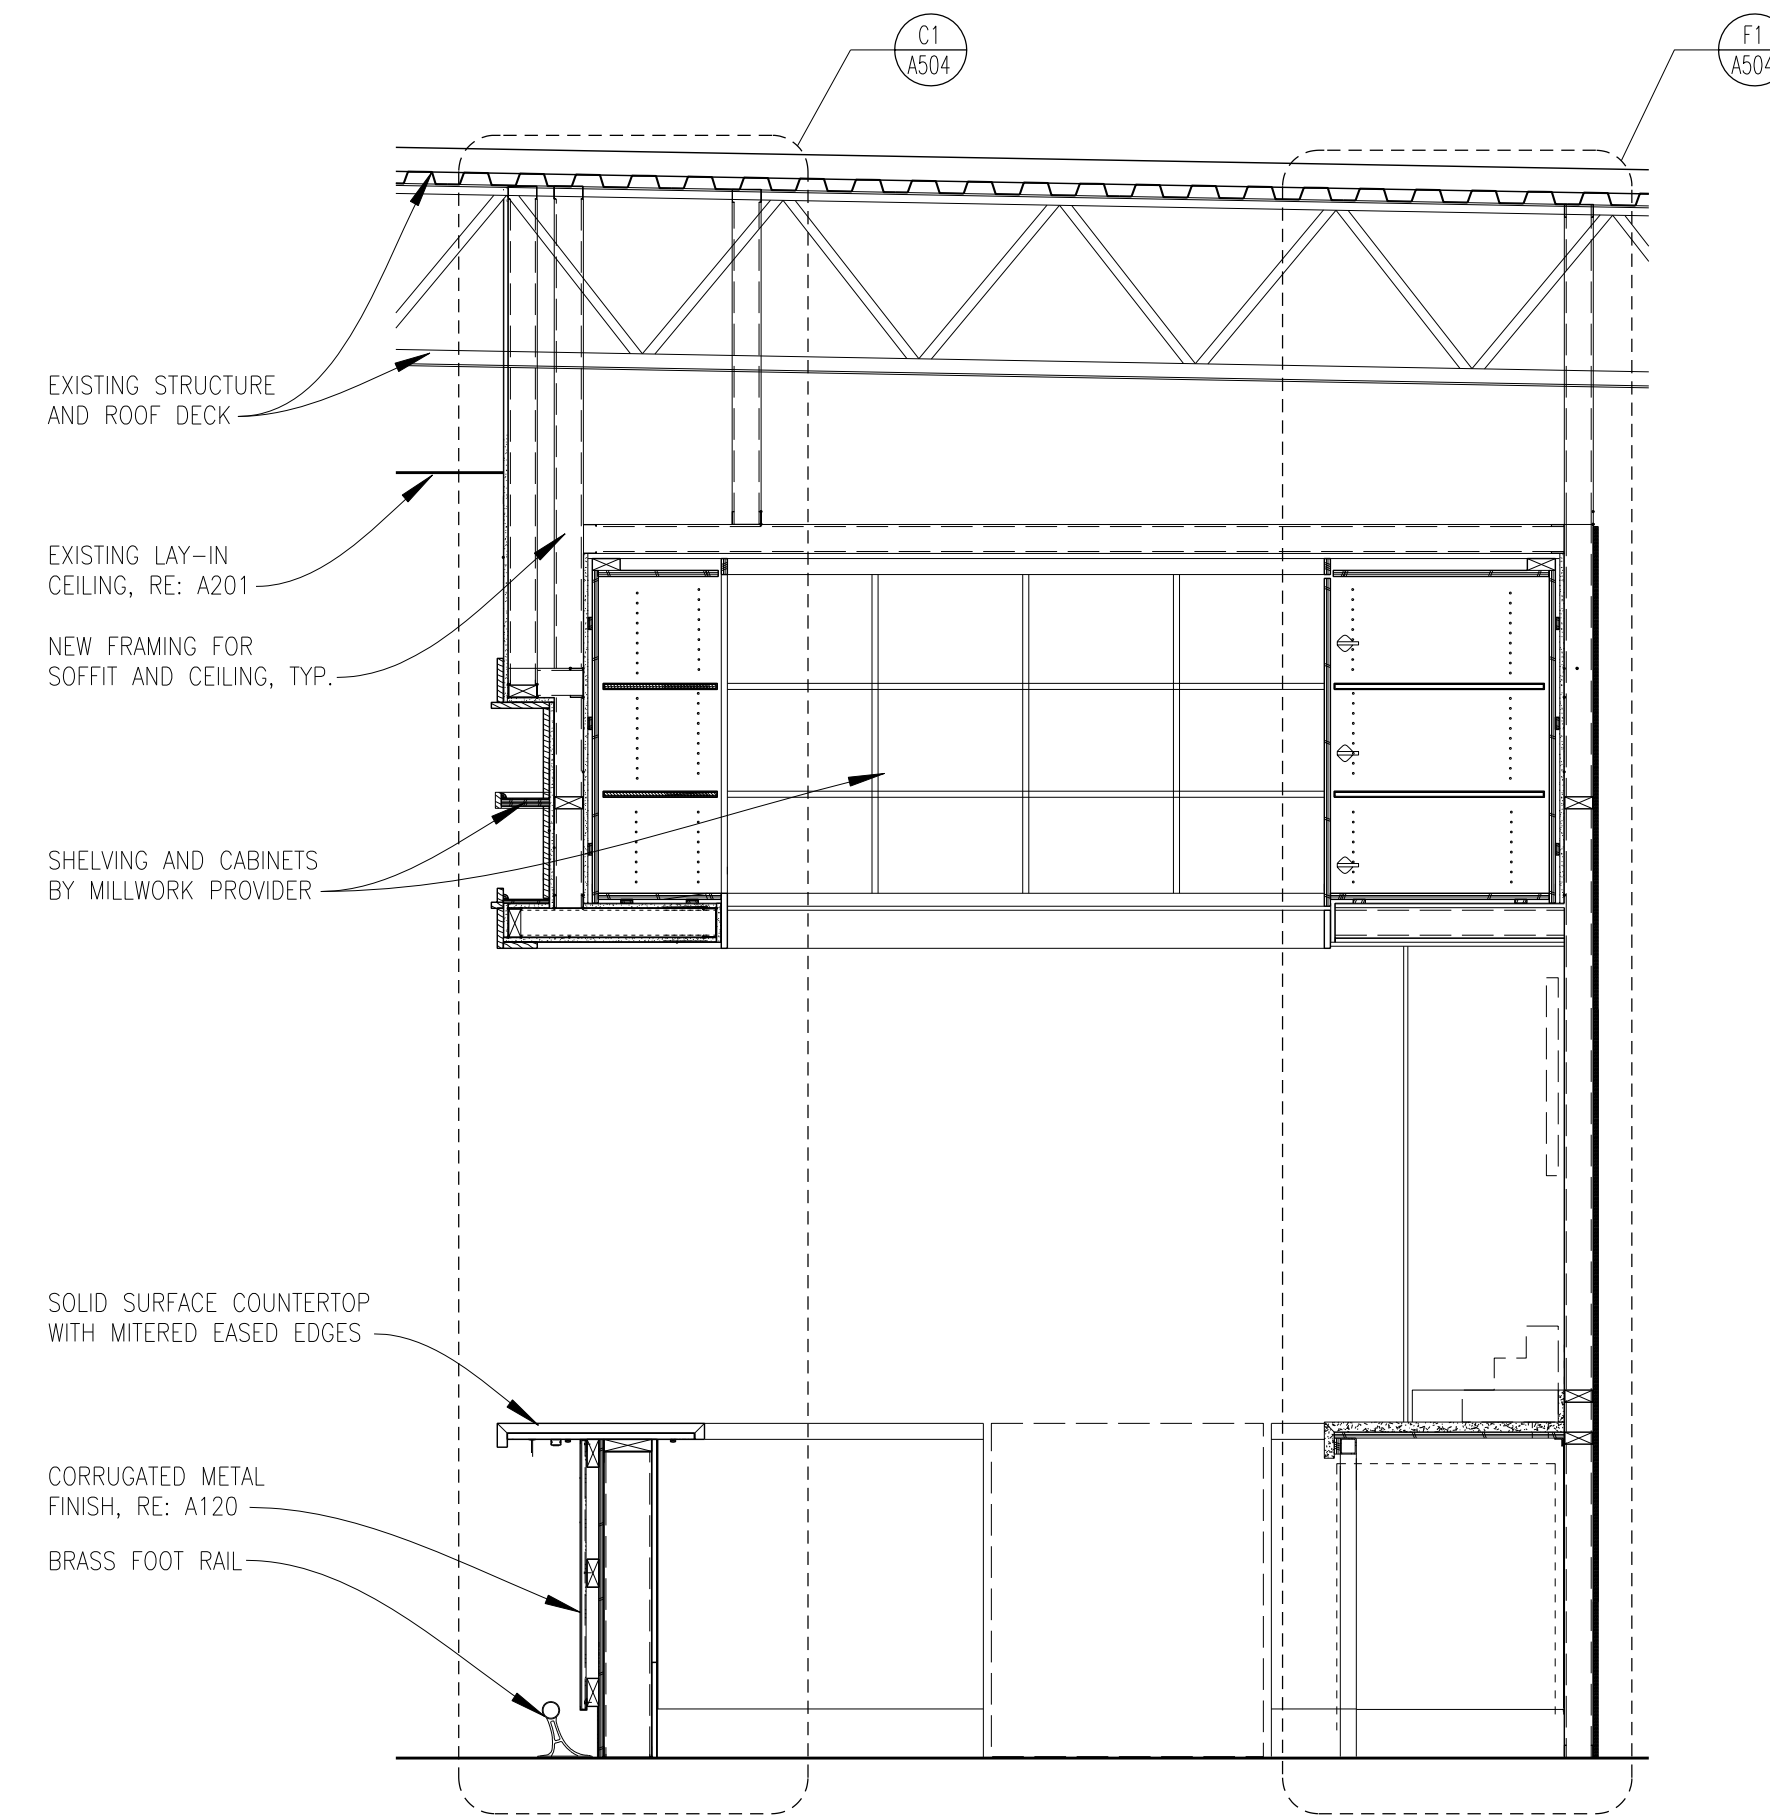 C1
A504
F1
A504
EXISTING STRUCTURE
AND ROOF DECK
EXISTING LAY-IN
CEILING, RE: A201
NEW FRAMING FOR
SOFFIT AND CEILING, TYP.
SHELVING AND CABINETS
BY MILLWORK PROVIDER
SOLID SURFACE COUNTERTOP
WITH MITERED EASED EDGES
CORRUGATED METAL
FINISH, RE: A120
BRASS FOOT RAIL